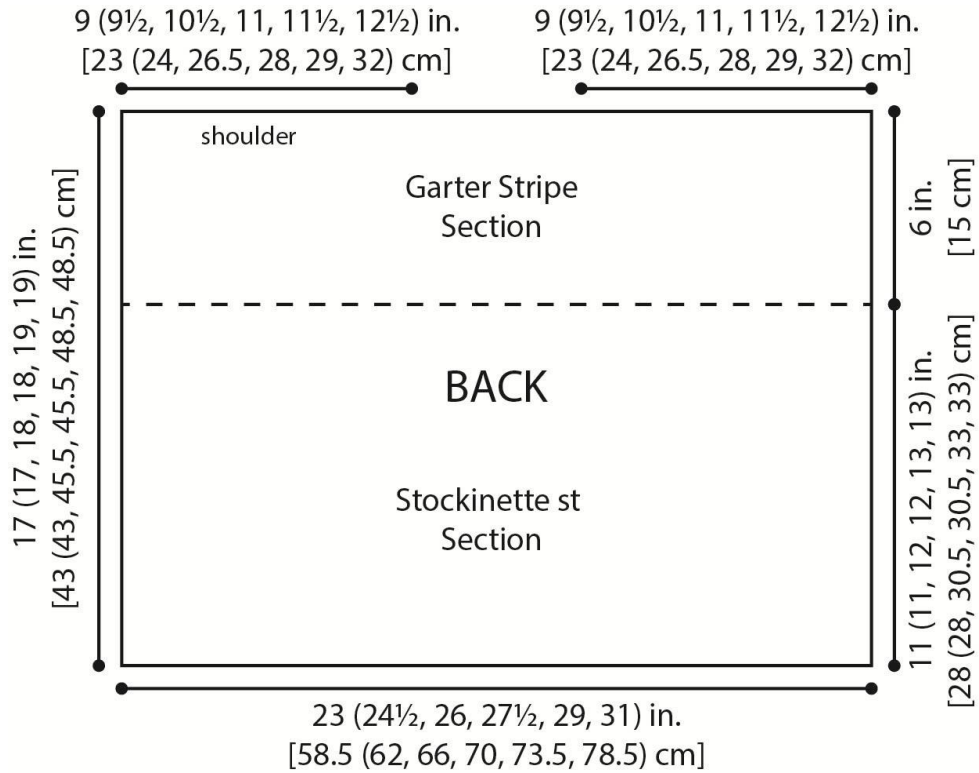 9 (9½, 10½, 11, 11½, 12½) in.
[23 (24, 26.5, 28, 29, 32) cm]
9 (9½, 10½, 11, 11½, 12½) in.
[23 (24, 26.5, 28, 29, 32) cm]
shoulder
Garter Stripe
Section
6 in.
[15 cm]
17 (17, 18, 18, 19, 19) in.
[43 (43, 45.5, 45.5, 48.5, 48.5) cm]
BACK
Stockinette st
Section
11 (11, 12, 12, 13, 13) in.
[28 (28, 30.5, 30.5, 33, 33) cm]
23 (24½, 26, 27½, 29, 31) in.
[58.5 (62, 66, 70, 73.5, 78.5) cm]